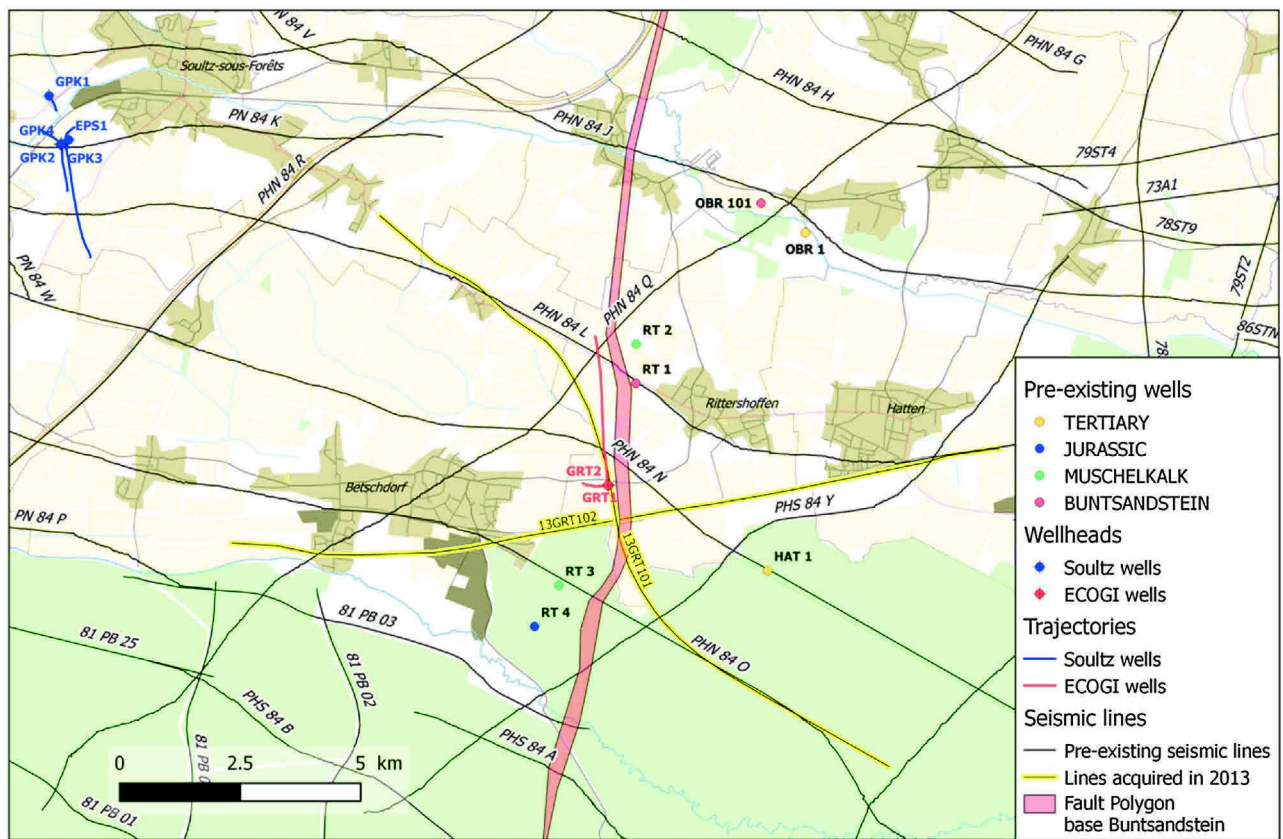 PHN 84 V
PHN 84 G
Soultz-sous-Forêts
GPK1
PHN 84 H
PN 84 K
PHN 84 J
GPK4
EPS1
GPK2
GPK3
79ST4
PHN 84 R
73A1
OBR 101
78ST9
OBR 1
PN 84 W
79ST2
PHN 84 Q
PHN 84 L
86STN
RT 2
78
RT 1
Rittershoffen
Hatten
PHN 84 N
GRT2
GRT1
Betschdorf
PHS 84 Y
PN 84 P
13GRT102
13GRT101
HAT 1
RT 3
RT 4
81 PB 03
81 PB 25
PHN 84 O
81 PB 02
PHS 84 B
PHS 84 A
81 PB 0
81 PB 01
0 2.5 5 km
Pre-existing wells
TERTIARY
JURASSIC
MUSCHELKALK
BUNTSANDSTEIN
Wellheads
Soultz wells
ECOGI wells
Trajectories
Soultz wells
ECOGI wells
Seismic lines
Pre-existing seismic lines
Lines acquired in 2013
Fault Polygon
base Buntsandstein